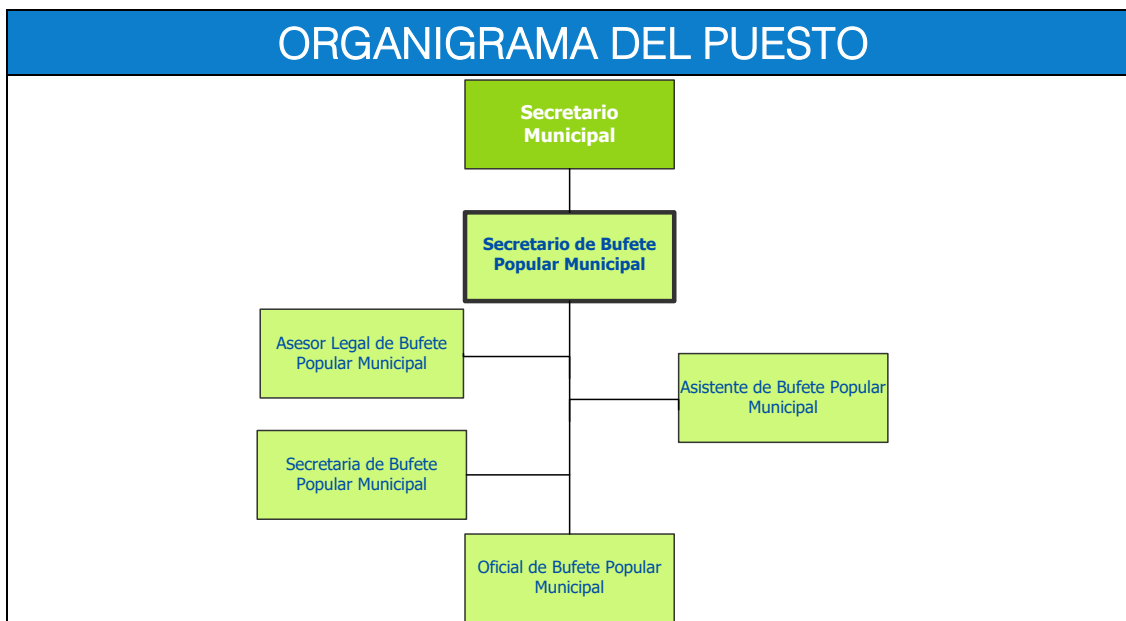 ORGANIGRAMA DEL PUESTO
Secretario
Municipal
Secretario de Bufete
Popular Municipal
Asesor Legal de Bufete
Popular Municipal
Asistente de Bufete Popular
Municipal
Secretaria de Bufete
Popular Municipal
Oficial de Bufete Popular
Municipal